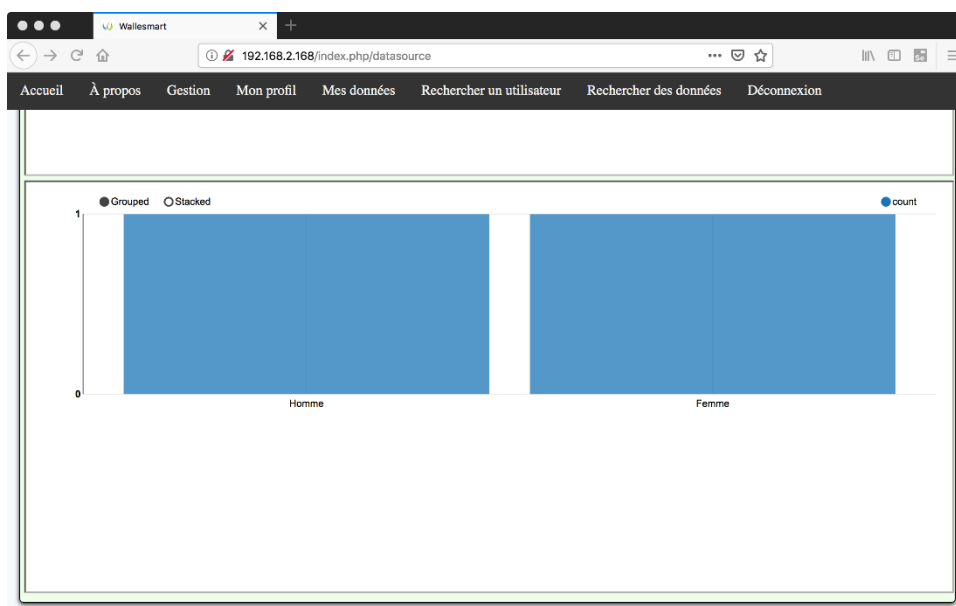 Wallesmart
192.168.2.168/index.php/datasource
Accueil À propos Gestion Mon profil Mes données Rechercher un utilisateur Rechercher des données Déconnexion
Grouped Stacked count
1
0
Homme Femme